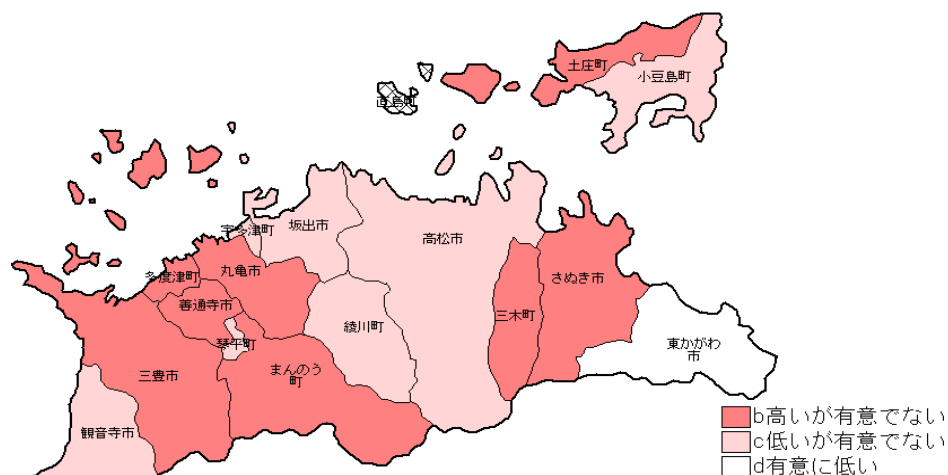 土庄町
小豆島町
直島町
宇多津町
坂出市
高松市
多度津町
丸亀市
さぬき市
善通寺市
三木町
綾川町
琴平町
東かがわ
市
三豊市
まんのう
町
観音寺市
b高いが有意でない
c低いが有意でない
d有意に低い